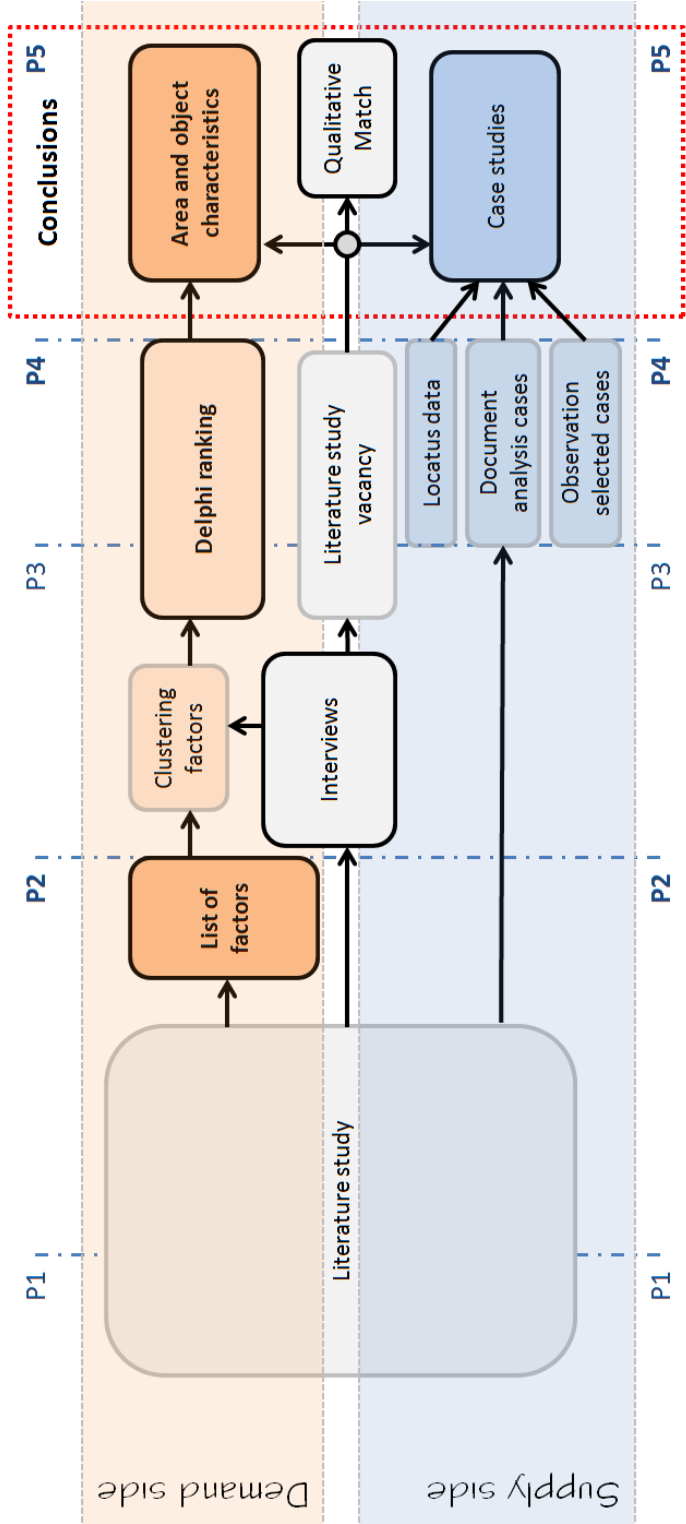 P1
P2
P3
P4
P5
Conclusions
Demand side
Supply side
Literature study
List of
factors
Clustering
factors
Interviews
Delphi ranking
Literature study
vacancy
Locatus data
Document
analysis cases
Observation
selected cases
Area and object
characteristics
Qualitative
Match
Case studies
P1
P2
P3
P4
P5